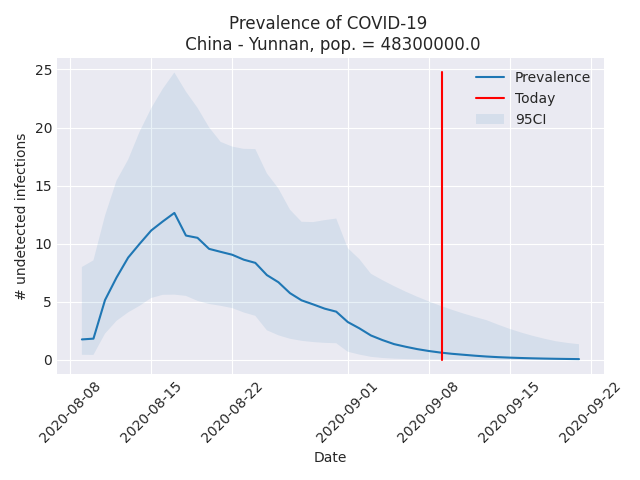 Prevalence of COVID-19
China - Yunnan, pop. = 48300000.0
25
20
15
10
5
0
# undetected infections
Prevalence
Today
95CI
2020-08-08
2020-08-15
2020-08-22
2020-09-01
2020-09-08
2020-09-15
2020-09-22
Date